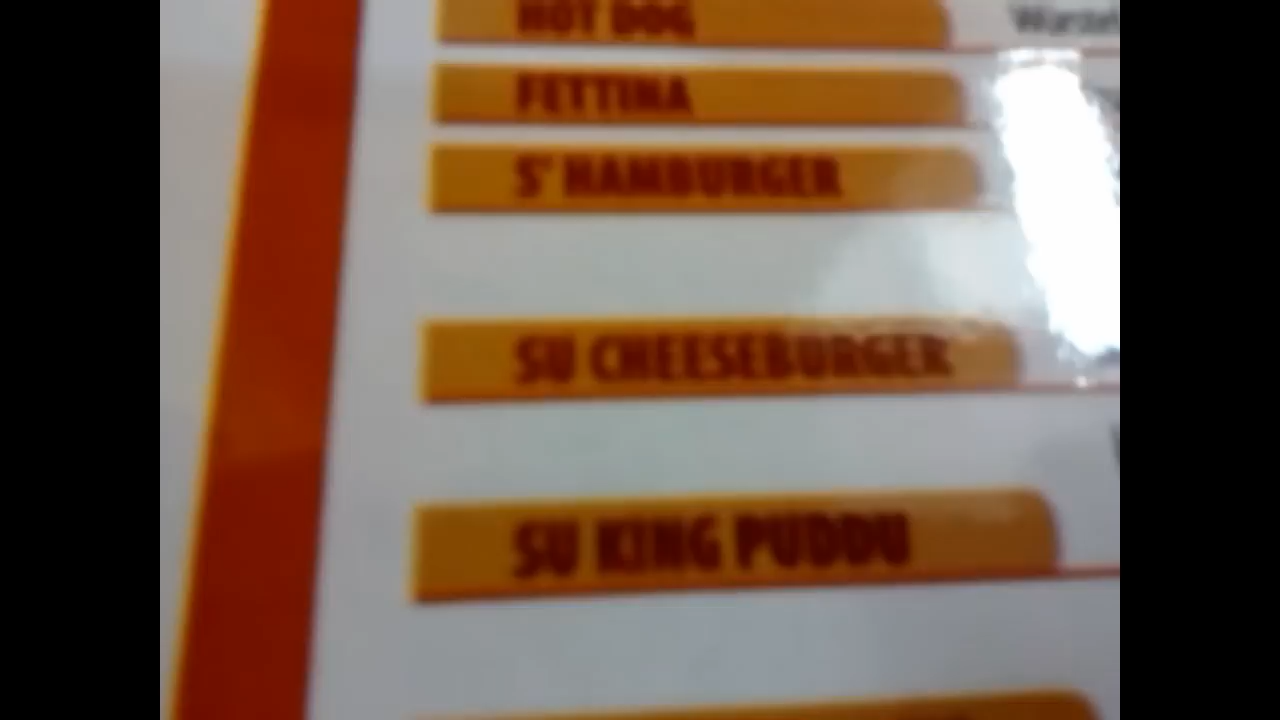 HOT DOG
FETTINA
S' HAMBURGER
SU CHEESEBURGER
SU KING PUDDU